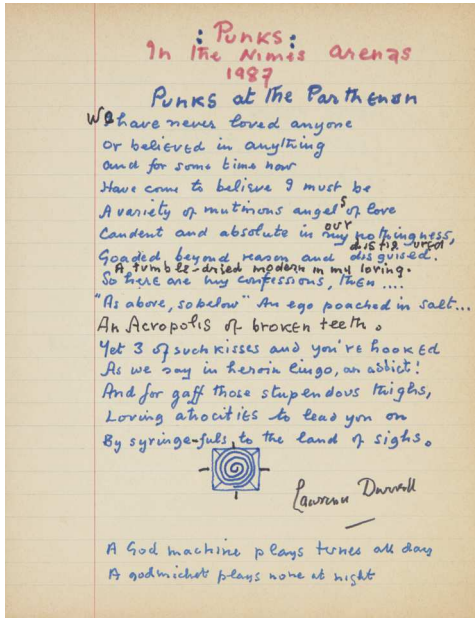 : Punks :
In the Nimes arenas
1987
Punks at the Parthenon
We have never loved anyone
Or believed in anything
and for some time now
Have come to believe I must be
A variety of mutinous angels of love
our
Candent and absolute in my nothingness,
disfigured
Goaded, beyond reason and disguised.
A tumble-dried modern in my loving.
So here are my confessions, then ....
"As above, so below" An ego poached in salt...
An Acropolis of broken teeth.
Yet 3 of such kisses and you're hooked
As we say in heroin lingo, an addict!
And for gaff those stupendous thighs,
Loving atrocities to lead you on
By syringe-fuls to the land of sighs.
Lawrence Durrell
A God machine plays tunes all day
A godmichet plays none at night